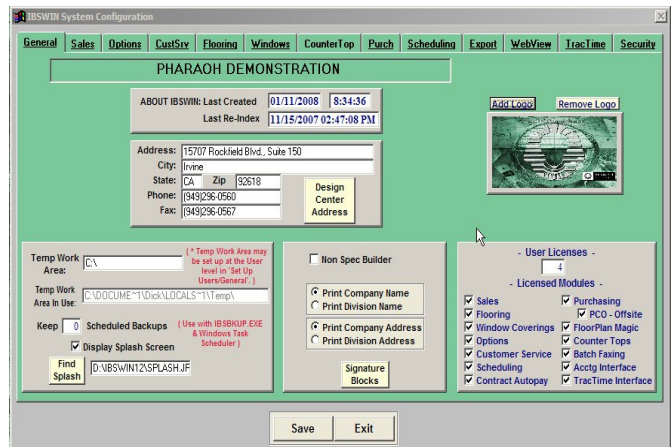 IBSWIN System Configuration
General Sales Options CustSrv Flooring Windows CounterTop Purch Scheduling Export WebView TracTime Security
PHARAOH DEMONSTRATION
ABOUT IBSWIN: Last Created 01/11/2008 8:34:36
Last Re-Index 11/15/2007 02:47:08 PM
Add Logo Remove Logo
Address: 15707 Rockfield Blvd., Suite 150
City: Irvine
State: CA Zip 92618
Phone: (949)296-0560
Fax: (949)296-0567
Design
Center
Address
Temp Work
Area: C:\
( * Temp Work Area may
be set up at the User
level in 'Set Up
Users/General'. )
Temp Work
Area In Use: C:\DOCUME~1\Dick\LOCALS~1\Temp\
Keep 0 Scheduled Backups
( Use with IBSBKUP.EXE
& Windows Task
Scheduler )
Display Splash Screen
Find
Splash
D:\IBSWIN12\SPLASH.JF
Non Spec Builder
Print Company Name
Print Division Name
Print Company Address
Print Division Address
Signature
Blocks
- User Licenses -
4
- Licensed Modules -
Sales
Flooring
Window Coverings
Options
Customer Service
Scheduling
Contract Autopay
Purchasing
PCO - Offsite
FloorPlan Magic
Counter Tops
Batch Faxing
Acctg Interface
TracTime Interface
Save Exit